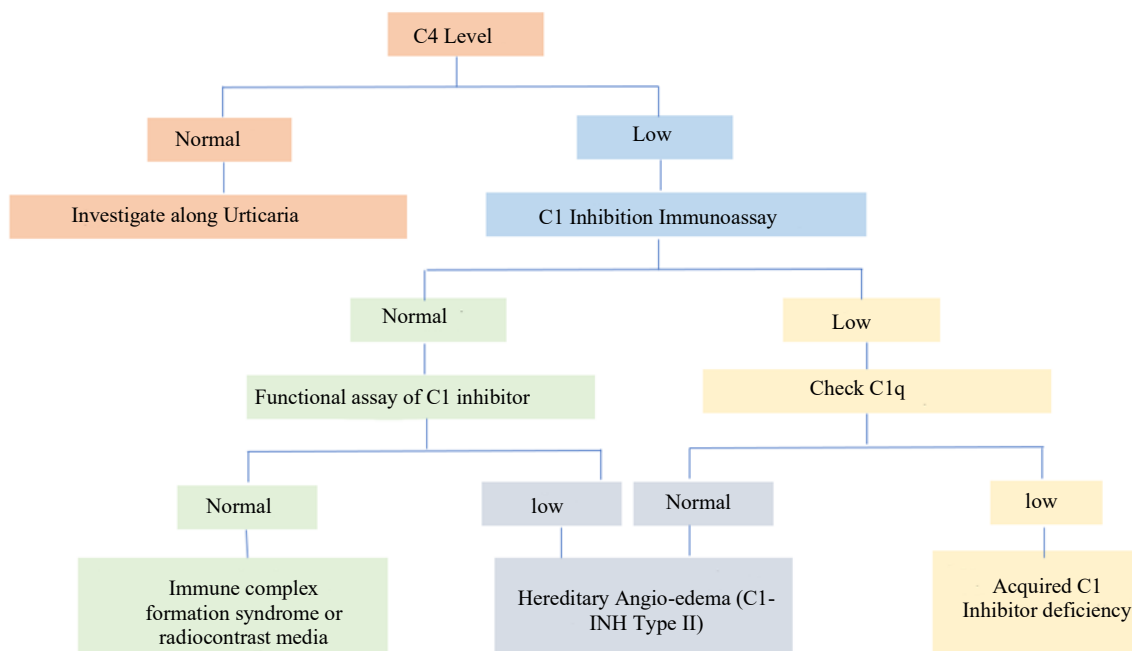 C4 Level
Normal
Low
Investigate along Urticaria
C1 Inhibition Immunoassay
Normal
Low
Functional assay of C1 inhibitor
Check C1q
Normal
low
Normal
low
Immune complex
formation syndrome or
radiocontrast media
Hereditary Angio-edema (C1-
INH Type II)
Acquired C1
Inhibitor deficiency